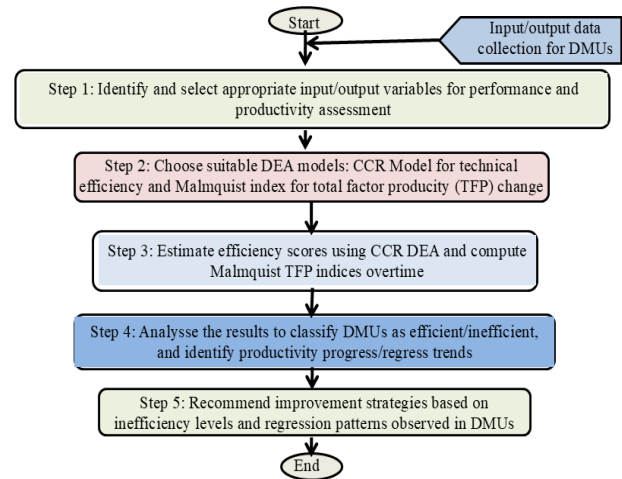 Start
Input/output data
collection for DMUs
Step 1: Identify and select appropriate input/output variables for performance and
productivity assessment
Step 2: Choose suitable DEA models: CCR Model for technical
efficiency and Malmquist index for total factor producity (TFP) change
Step 3: Estimate efficiency scores using CCR DEA and compute
Malmquist TFP indices overtime
Step 4: Analyse the results to classify DMUs as efficient/inefficient,
and identify productivity progress/regress trends
Step 5: Recommend improvement strategies based on
inefficiency levels and regression patterns observed in DMUs
End